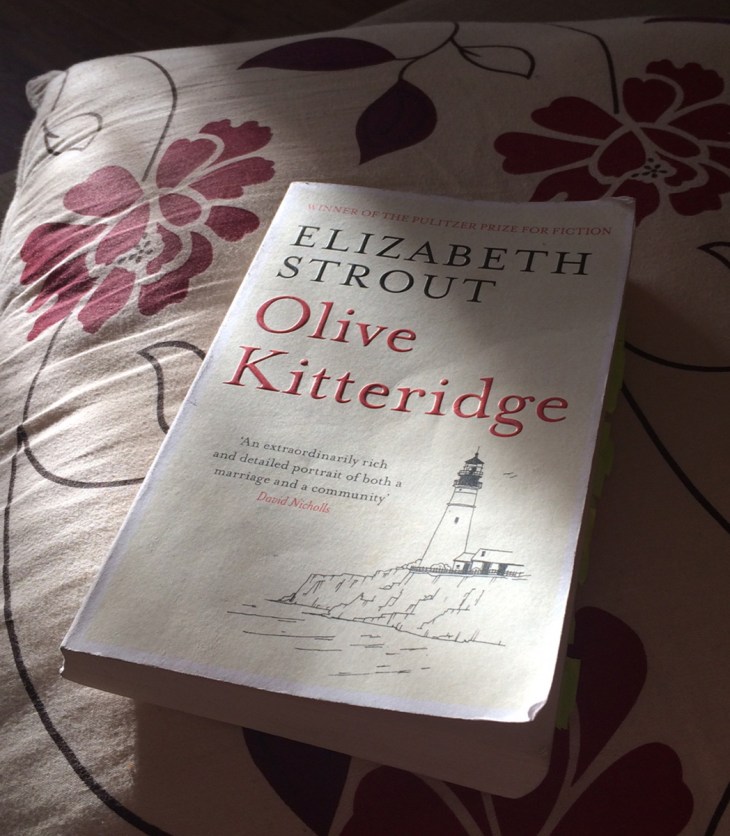 WINNER OF THE PULITZER PRIZE FOR FICTION
ELIZABETH
STROUT
Olive
Kitteridge
'An extraordinarily rich
and detailed portrait of both a
marriage and a community'
David Nicholls